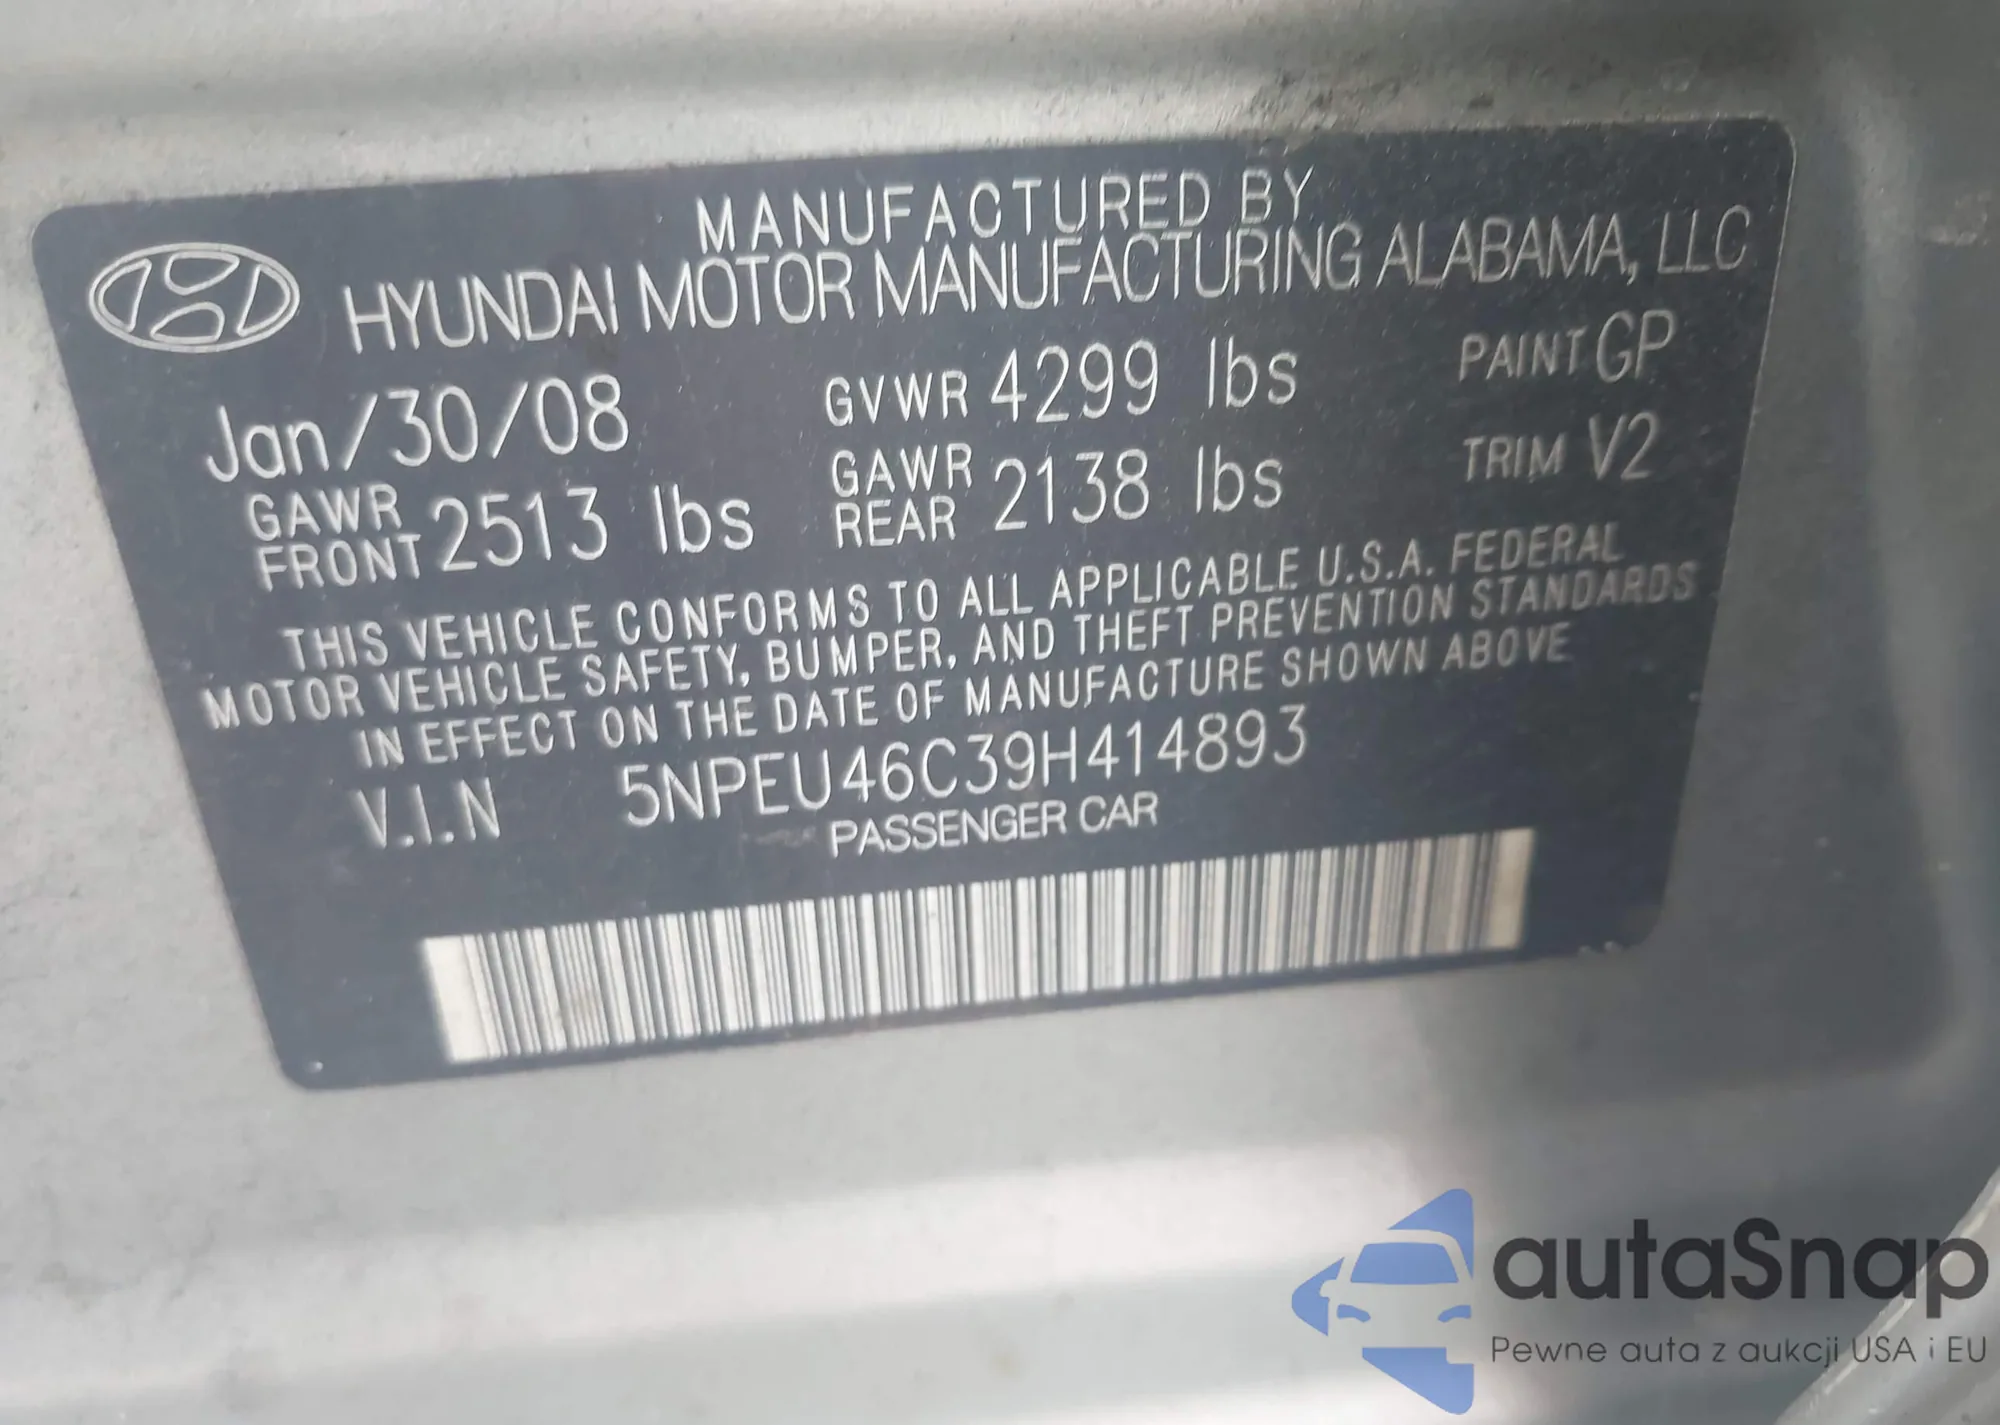 MANUFACTURED BY
HYUNDAI MOTOR MANUFACTURING ALABAMA, LLC
Jan/30/08 GVWR 4299 lbs PAINT GP
GAWR FRONT 2513 lbs GAWR REAR 2138 lbs TRIM V2
THIS VEHICLE CONFORMS TO ALL APPLICABLE U.S.A. FEDERAL
MOTOR VEHICLE SAFETY, BUMPER, AND THEFT PREVENTION STANDARDS
IN EFFECT ON THE DATE OF MANUFACTURE SHOWN ABOVE
V.I.N 5NPEU46C39H414893
PASSENGER CAR
autaSnap
Pewne auta z aukcji USA i EU